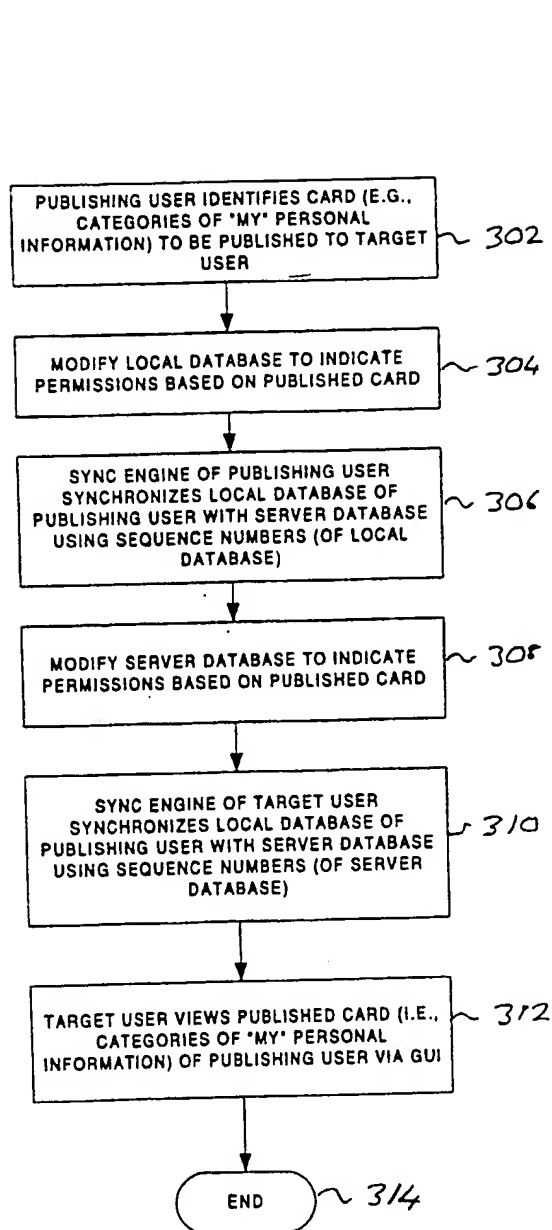 PUBLISHING USER IDENTIFIES CARD (E.G.,
CATEGORIES OF "MY" PERSONAL
INFORMATION) TO BE PUBLISHED TO TARGET
USER
302
MODIFY LOCAL DATABASE TO INDICATE
PERMISSIONS BASED ON PUBLISHED CARD
304
SYNC ENGINE OF PUBLISHING USER
SYNCHRONIZES LOCAL DATABASE OF
PUBLISHING USER WITH SERVER DATABASE
USING SEQUENCE NUMBERS (OF LOCAL
DATABASE)
306
MODIFY SERVER DATABASE TO INDICATE
PERMISSIONS BASED ON PUBLISHED CARD
308
SYNC ENGINE OF TARGET USER
SYNCHRONIZES LOCAL DATABASE OF
PUBLISHING USER WITH SERVER DATABASE
USING SEQUENCE NUMBERS (OF SERVER
DATABASE)
310
TARGET USER VIEWS PUBLISHED CARD (I.E.,
CATEGORIES OF "MY" PERSONAL
INFORMATION) OF PUBLISHING USER VIA GUI
312
END
314